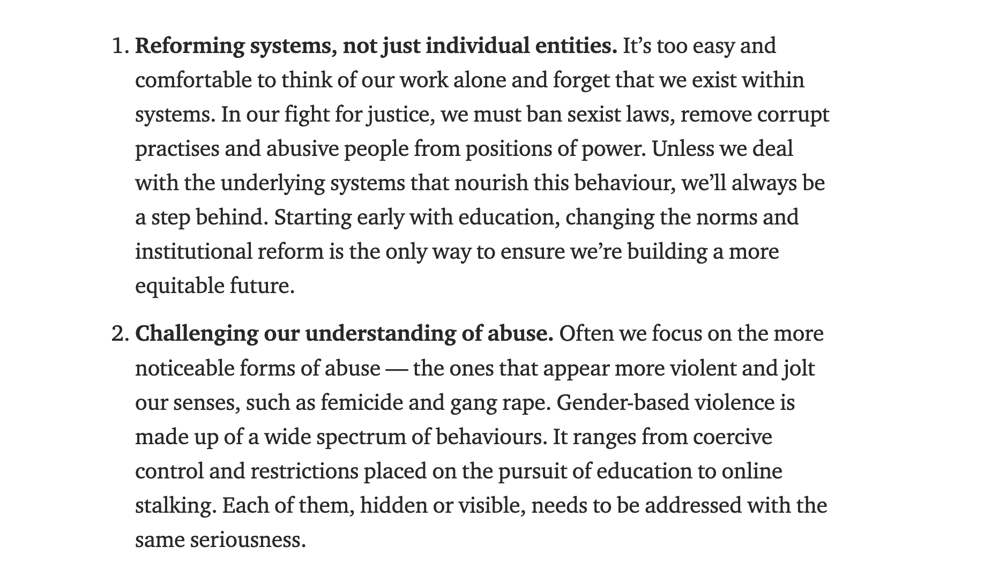 1. Reforming systems, not just individual entities. It’s too easy and
comfortable to think of our work alone and forget that we exist within
systems. In our fight for justice, we must ban sexist laws, remove corrupt
practises and abusive people from positions of power. Unless we deal
with the underlying systems that nourish this behaviour, we’ll always be
a step behind. Starting early with education, changing the norms and
institutional reform is the only way to ensure we’re building a more
equitable future.
2. Challenging our understanding of abuse. Often we focus on the more
noticeable forms of abuse — the ones that appear more violent and jolt
our senses, such as femicide and gang rape. Gender-based violence is
made up of a wide spectrum of behaviours. It ranges from coercive
control and restrictions placed on the pursuit of education to online
stalking. Each of them, hidden or visible, needs to be addressed with the
same seriousness.